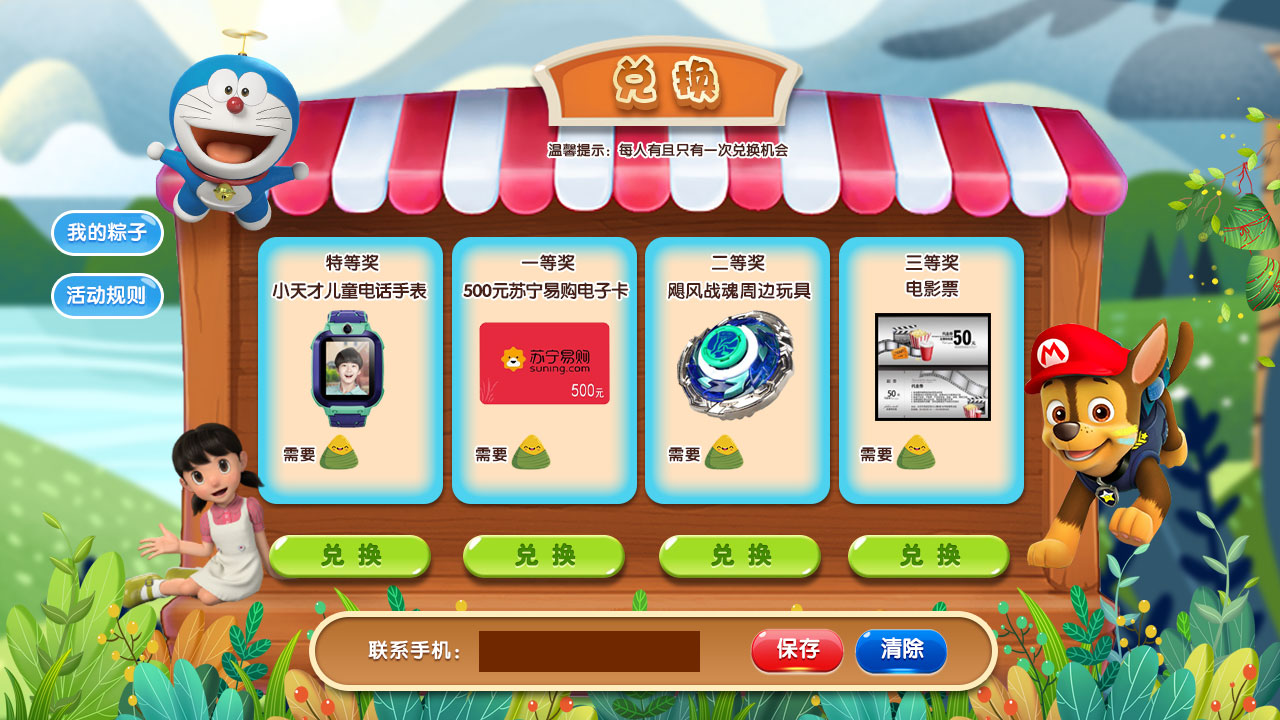 兑换
温馨提示：每人有且只有一次兑换机会
我的粽子
活动规则
特等奖
小天才儿童电话手表
需要
一等奖
500元苏宁易购电子卡
苏宁易购
suning.com
500元
需要
二等奖
飓风战魂周边玩具
需要
三等奖
电影票
50
50
需要
兑换
兑换
兑换
兑换
联系手机：
保存
清除